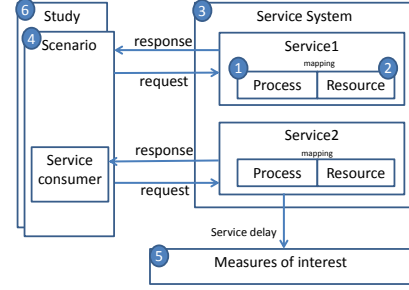 6 Study
3 Service System
4 Scenario
response
request
Service1
mapping
1 Process
2 Resource
Service
consumer
response
request
Service2
mapping
Process
Resource
Service delay
5 Measures of interest